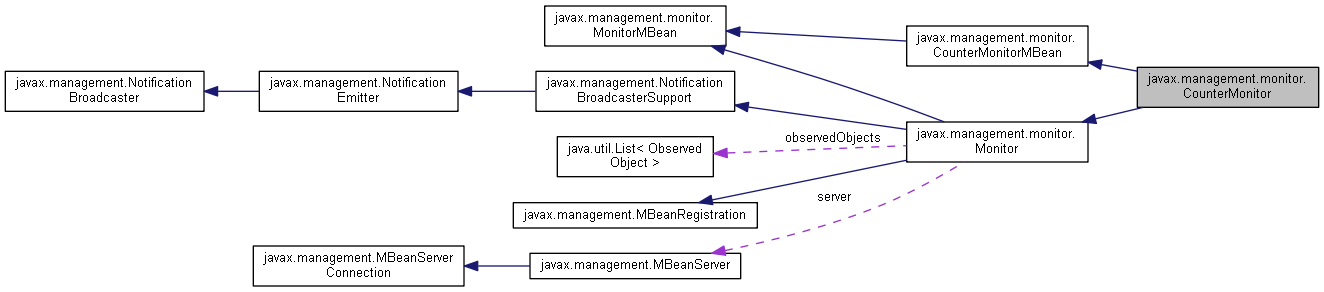 javax.management.monitor.
MonitorMBean
javax.management.monitor.
CounterMonitorMBean
javax.management.monitor.
CounterMonitor
javax.management.Notification
Broadcaster
javax.management.Notification
Emitter
javax.management.Notification
BroadcasterSupport
javax.management.monitor.
Monitor
observedObjects
java.util.List< Observed
Object >
server
javax.management.MBeanRegistration
javax.management.MBeanServer
Connection
javax.management.MBeanServer